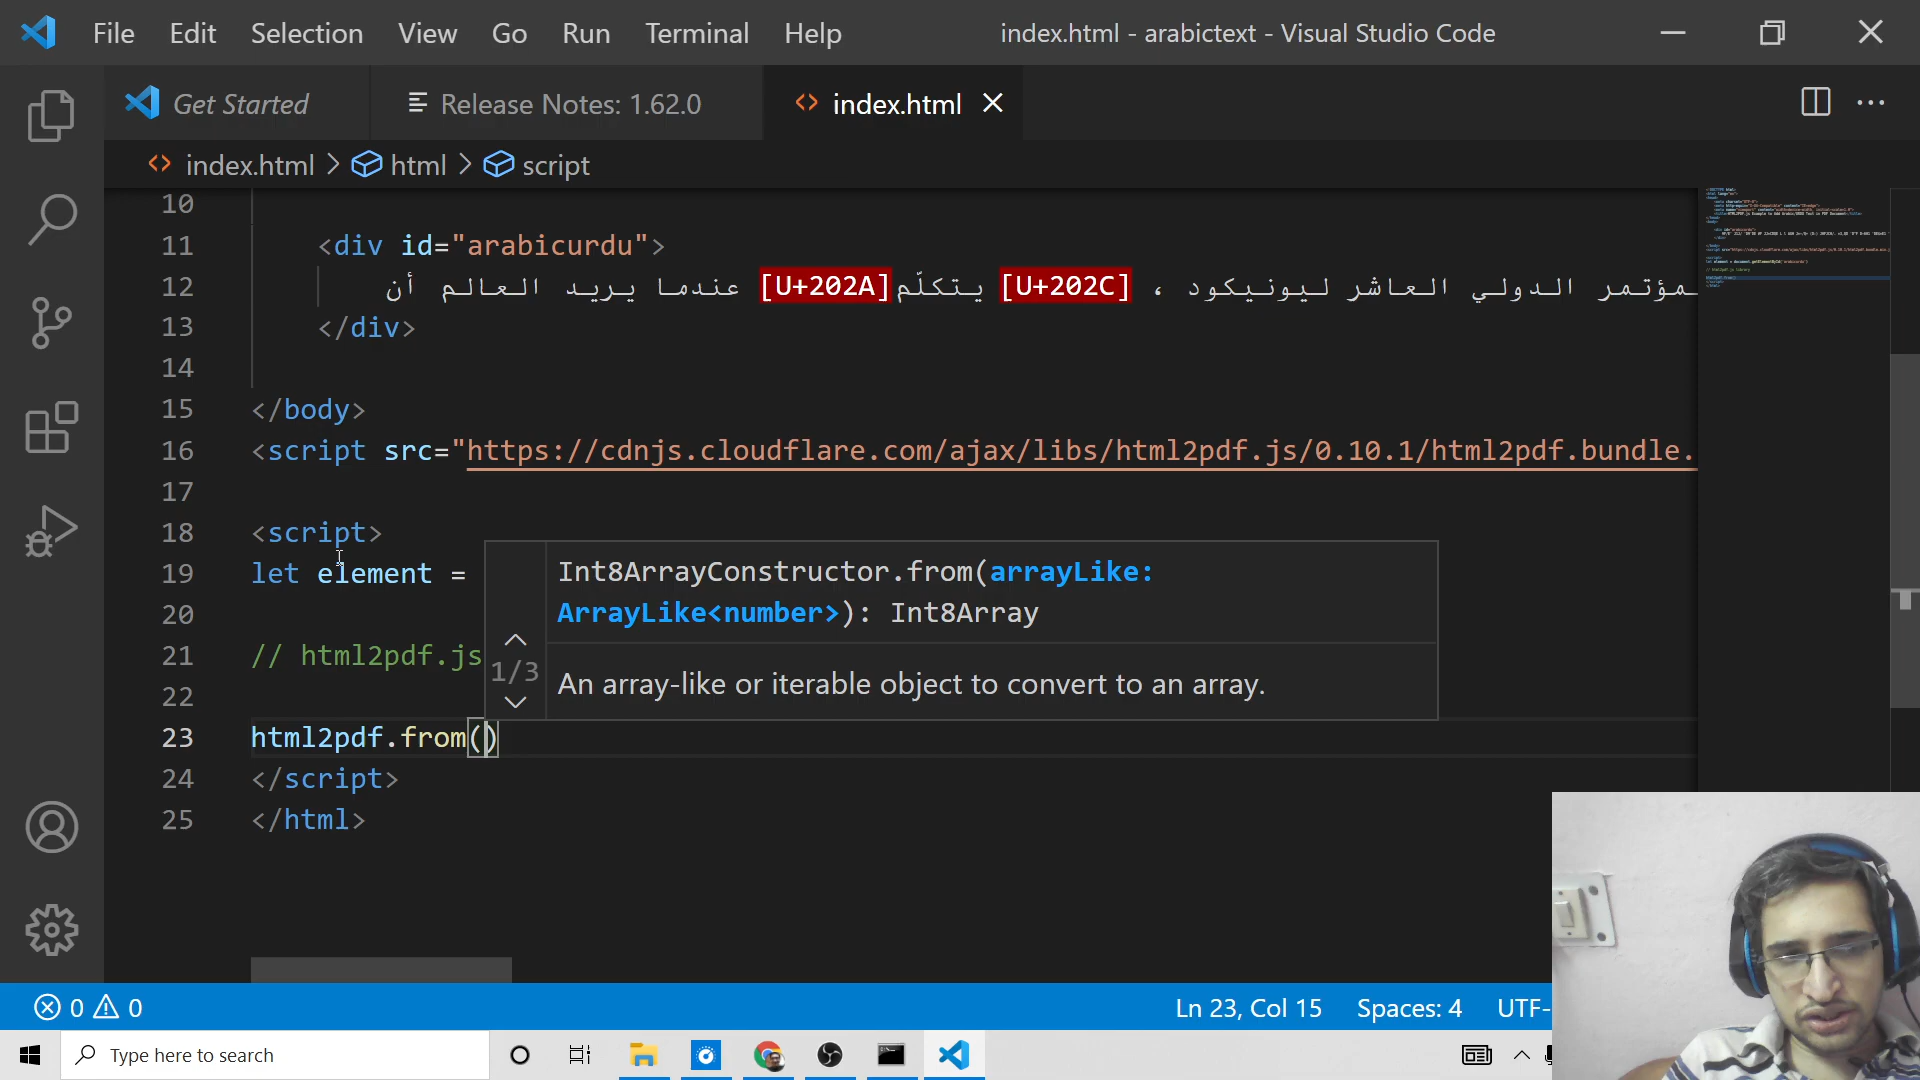 File Edit Selection View Go Run Terminal Help index.html - arabictext - Visual Studio Code
Get Started Release Notes: 1.62.0 index.html
index.html > html > script
10
11 <div id="arabicurdu">
12 عندما يريد العالم أن [U+202A]يتكلّم [U+202C] ، ـمؤتمر الدولي العاشر ليونيكود
13 </div>
14
15 </body>
16 <script src="https://cdnjs.cloudflare.com/ajax/libs/html2pdf.js/0.10.1/html2pdf.bundle.
17
18 <script>
19 let element =
20
21 // html2pdf.js
22
23 html2pdf.from()
24 </script>
25 </html>
Int8ArrayConstructor.from(arrayLike:
ArrayLike<number>): Int8Array
1/3
An array-like or iterable object to convert to an array.
0 0 Ln 23, Col 15 Spaces: 4 UTF-
Type here to search